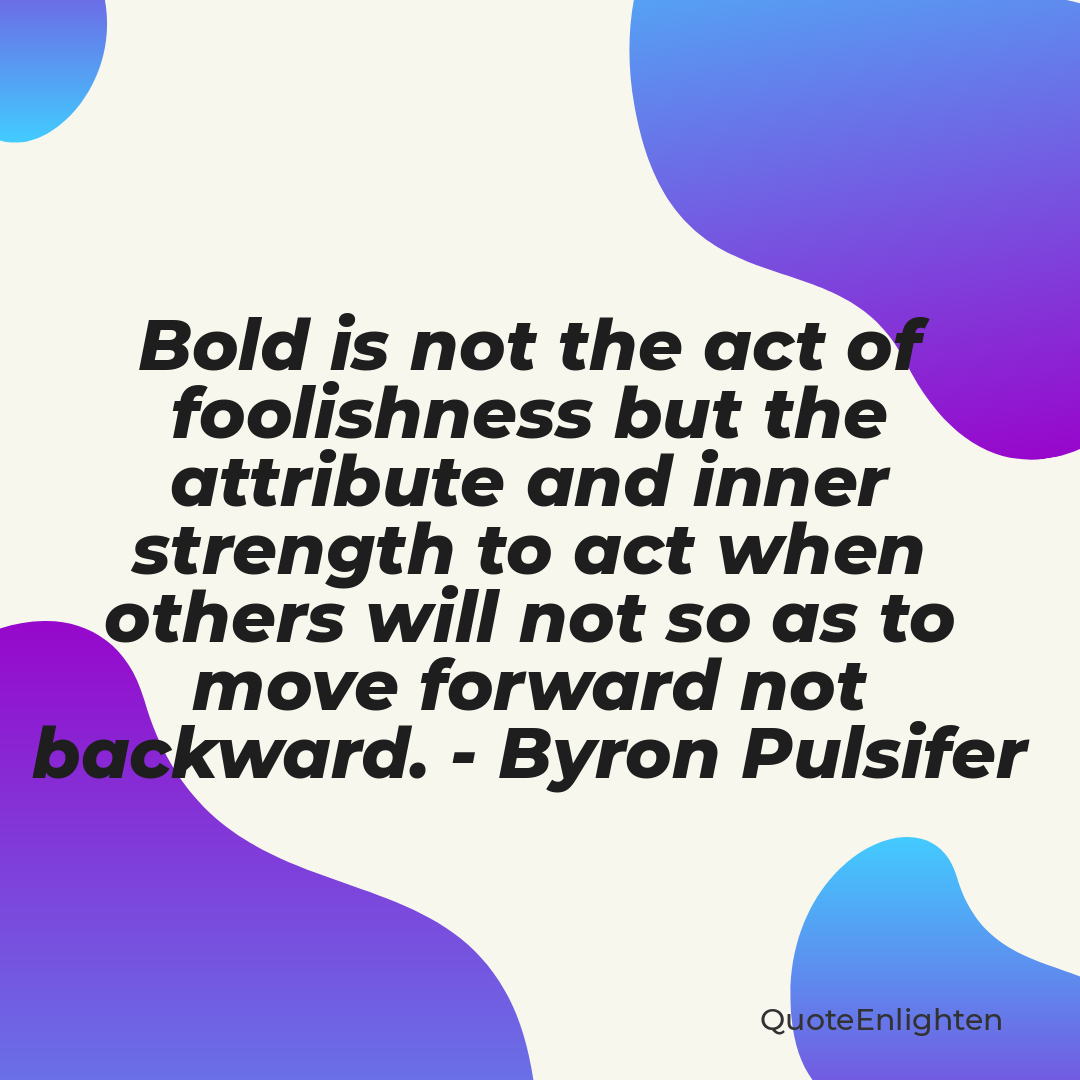 Bold is not the act of
foolishness but the
attribute and inner
strength to act when
others will not so as to
move forward not
backward. - Byron Pulsifer
QuoteEnlighten